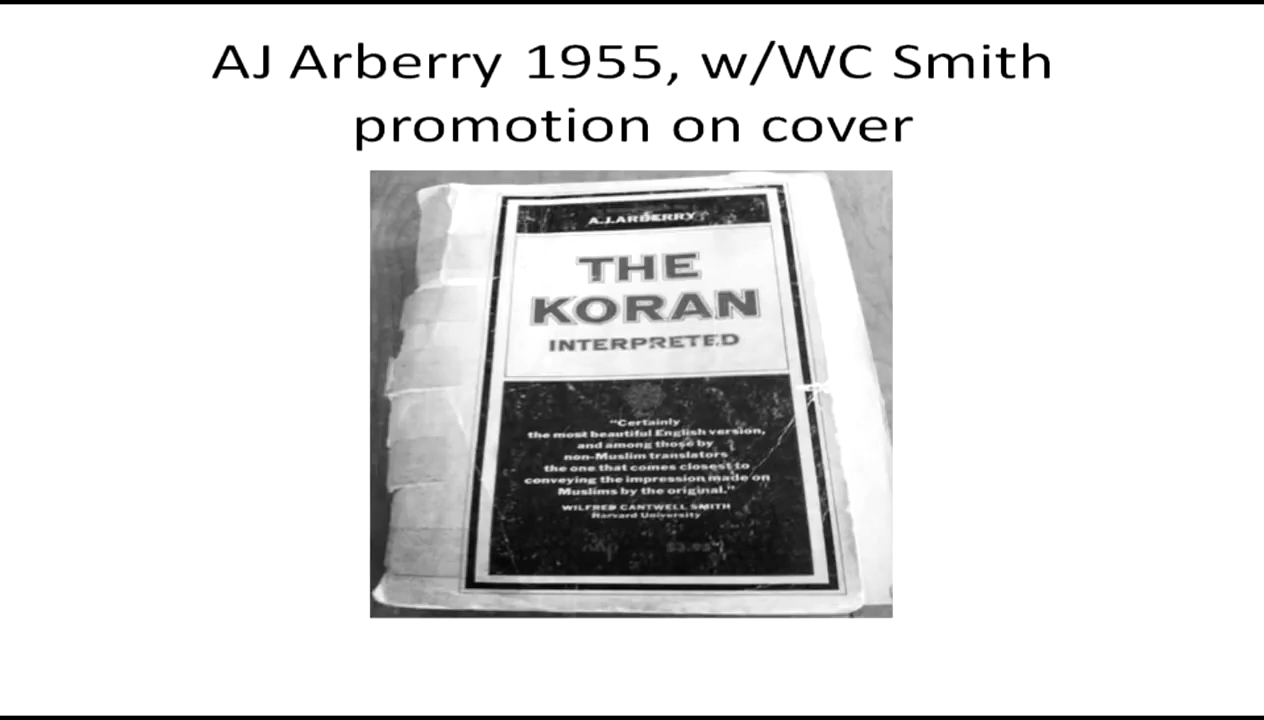 AJ Arberry 1955, w/WC Smith
promotion on cover
A.J. ARBERRY
THE
KORAN
INTERPRETED
"Certainly
the most beautiful English version,
and among those by
non-Muslim translators
the one that comes closest to
conveying the impression made on
Muslims by the original."
WILFRED CANTWELL SMITH
Harvard University